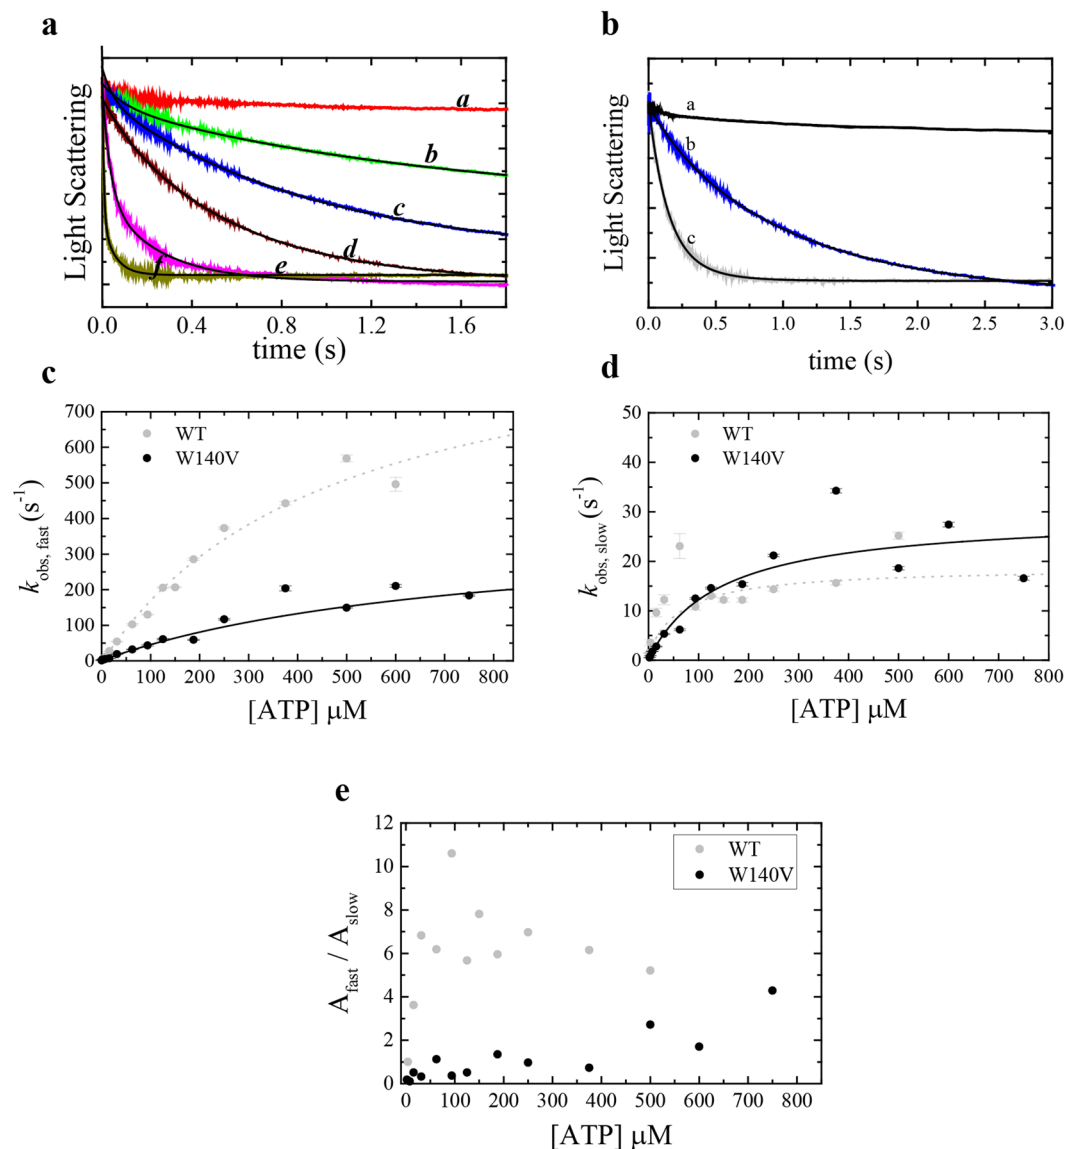 a
Light Scattering
a
b
c
d
e
f
0.0 0.4 0.8 1.2 1.6
time (s)
b
Light Scattering
a
b
c
0.0 0.5 1.0 1.5 2.0 2.5 3.0
time (s)
c
k obs, fast (s⁻¹)
700
600
500
400
300
200
100
0
WT
W140V
0 100 200 300 400 500 600 700 800
[ATP] μM
d
k obs, slow (s⁻¹)
50
40
30
20
10
0
WT
W140V
0 100 200 300 400 500 600 700 800
[ATP] μM
e
A fast / A slow
12
10
8
6
4
2
0
WT
W140V
0 100 200 300 400 500 600 700 800
[ATP] μM